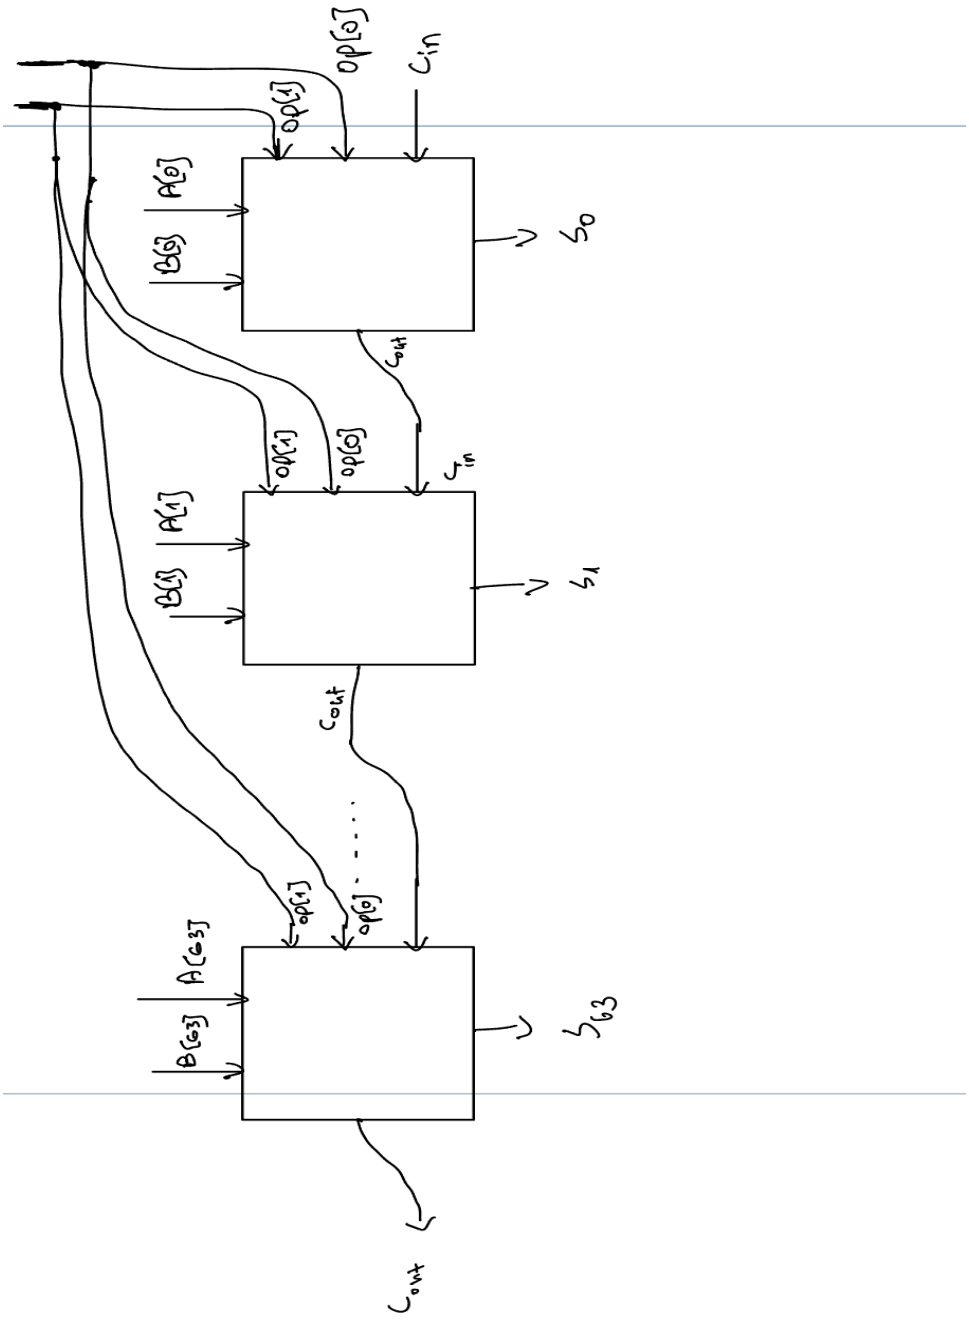 op[0]
Cin
op[1]
A[0]
B[0]
S0
Cout
op[1]
op[0]
Cin
A[1]
B[1]
S1
Cout
op[1]
op[0]
A[63]
B[63]
S63
Cout